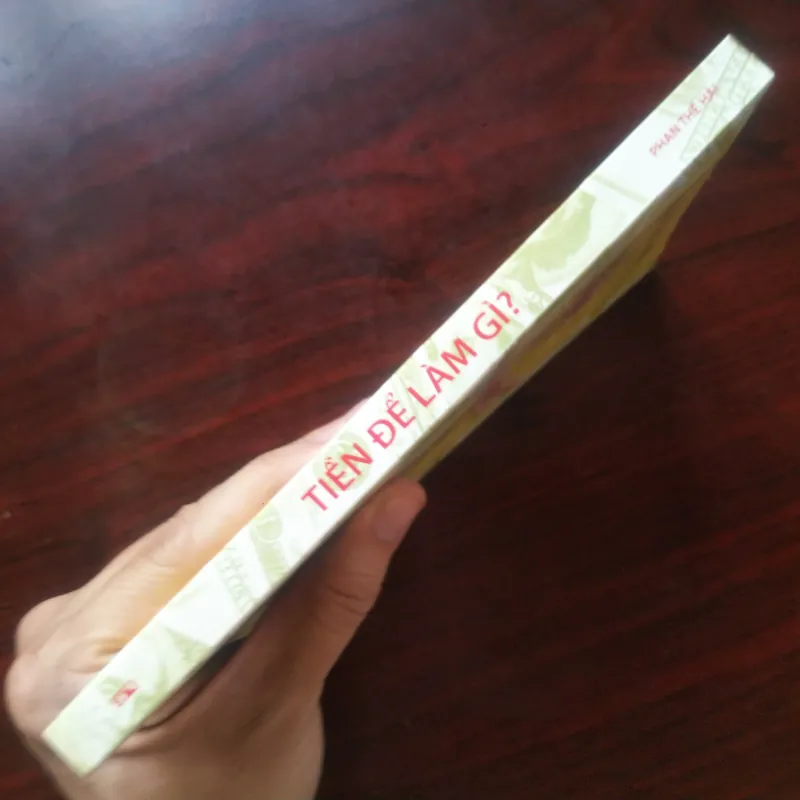 TIỀN ĐỂ LÀM GÌ?
PHAN THẾ HẢI